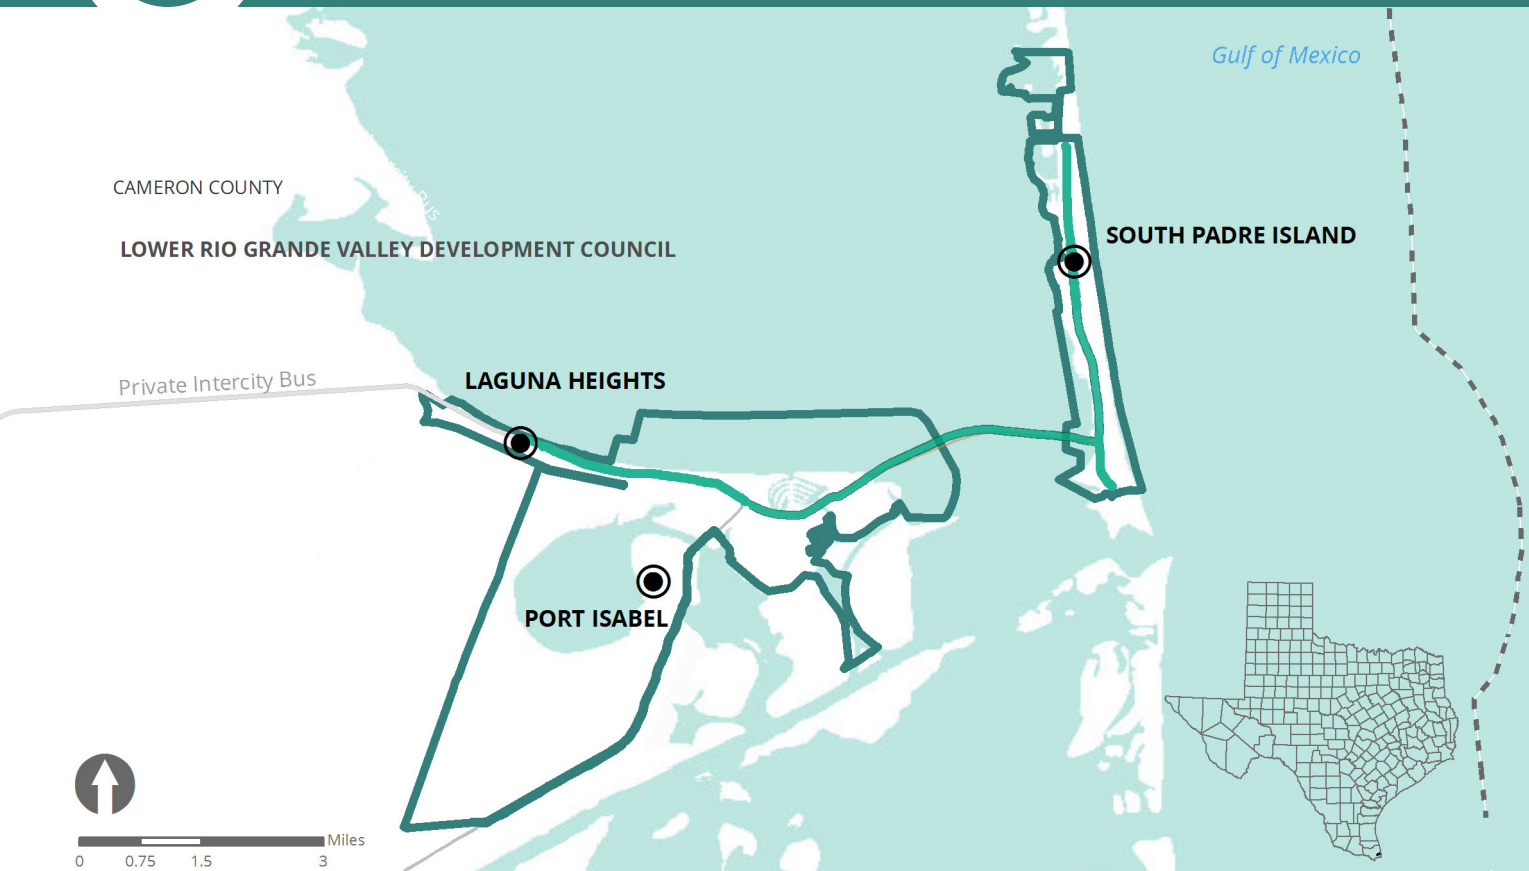 Gulf of Mexico
CAMERON COUNTY
SOUTH PADRE ISLAND
LOWER RIO GRANDE VALLEY DEVELOPMENT COUNCIL
Private Intercity Bus
LAGUNA HEIGHTS
PORT ISABEL
Miles
0 0.75 1.5 3